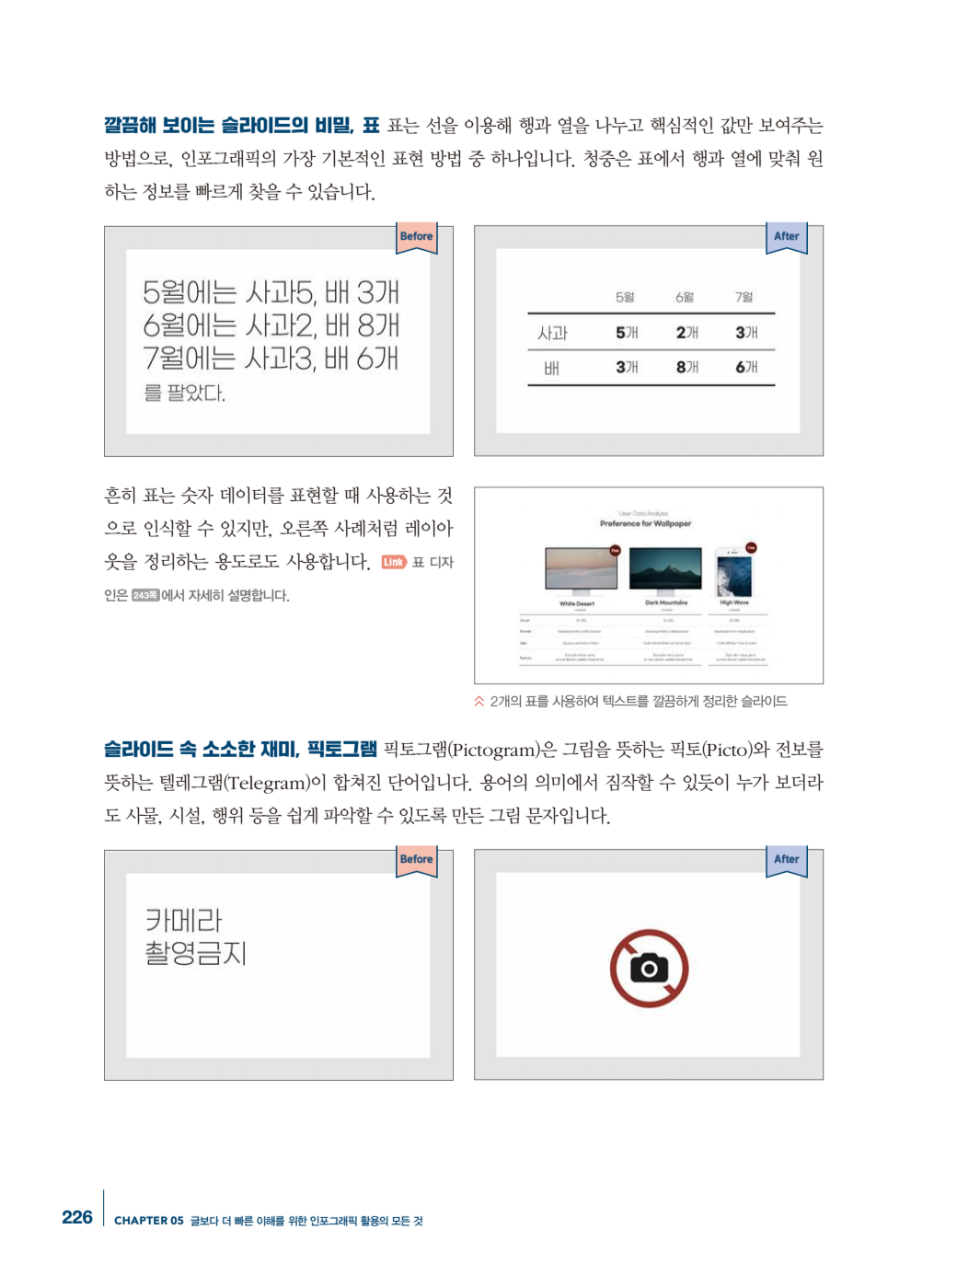 깔끔해 보이는 슬라이드의 비밀, 표 표는 선을 이용해 행과 열을 나누고 핵심적인 값만 보여주는
방법으로, 인포그래픽의 가장 기본적인 표현 방법 중 하나입니다. 청중은 표에서 행과 열에 맞춰 원
하는 정보를 빠르게 찾을 수 있습니다.
Before
5월에는 사과5, 배 3개
6월에는 사과2, 배 8개
7월에는 사과3, 배 6개
를 팔았다.
After
5월 6월 7월
사과 5개 2개 3개
배 3개 8개 6개
흔히 표는 숫자 데이터를 표현할 때 사용하는 것
으로 인식할 수 있지만, 오른쪽 사례처럼 레이아
웃을 정리하는 용도로도 사용합니다. Link 표 디자
인은 243쪽에서 자세히 설명합니다.
User Data Analysis
Preference for Wallpaper
White Desert Dark Mountains High Wave
2개의 표를 사용하여 텍스트를 깔끔하게 정리한 슬라이드
슬라이드 속 소소한 재미, 픽토그램 픽토그램(Pictogram)은 그림을 뜻하는 픽토(Picto)와 전보를
뜻하는 텔레그램(Telegram)이 합쳐진 단어입니다. 용어의 의미에서 짐작할 수 있듯이 누가 보더라
도 사물, 시설, 행위 등을 쉽게 파악할 수 있도록 만든 그림 문자입니다.
Before
카메라
촬영금지
After
226 CHAPTER 05 글보다 더 빠른 이해를 위한 인포그래픽 활용의 모든 것